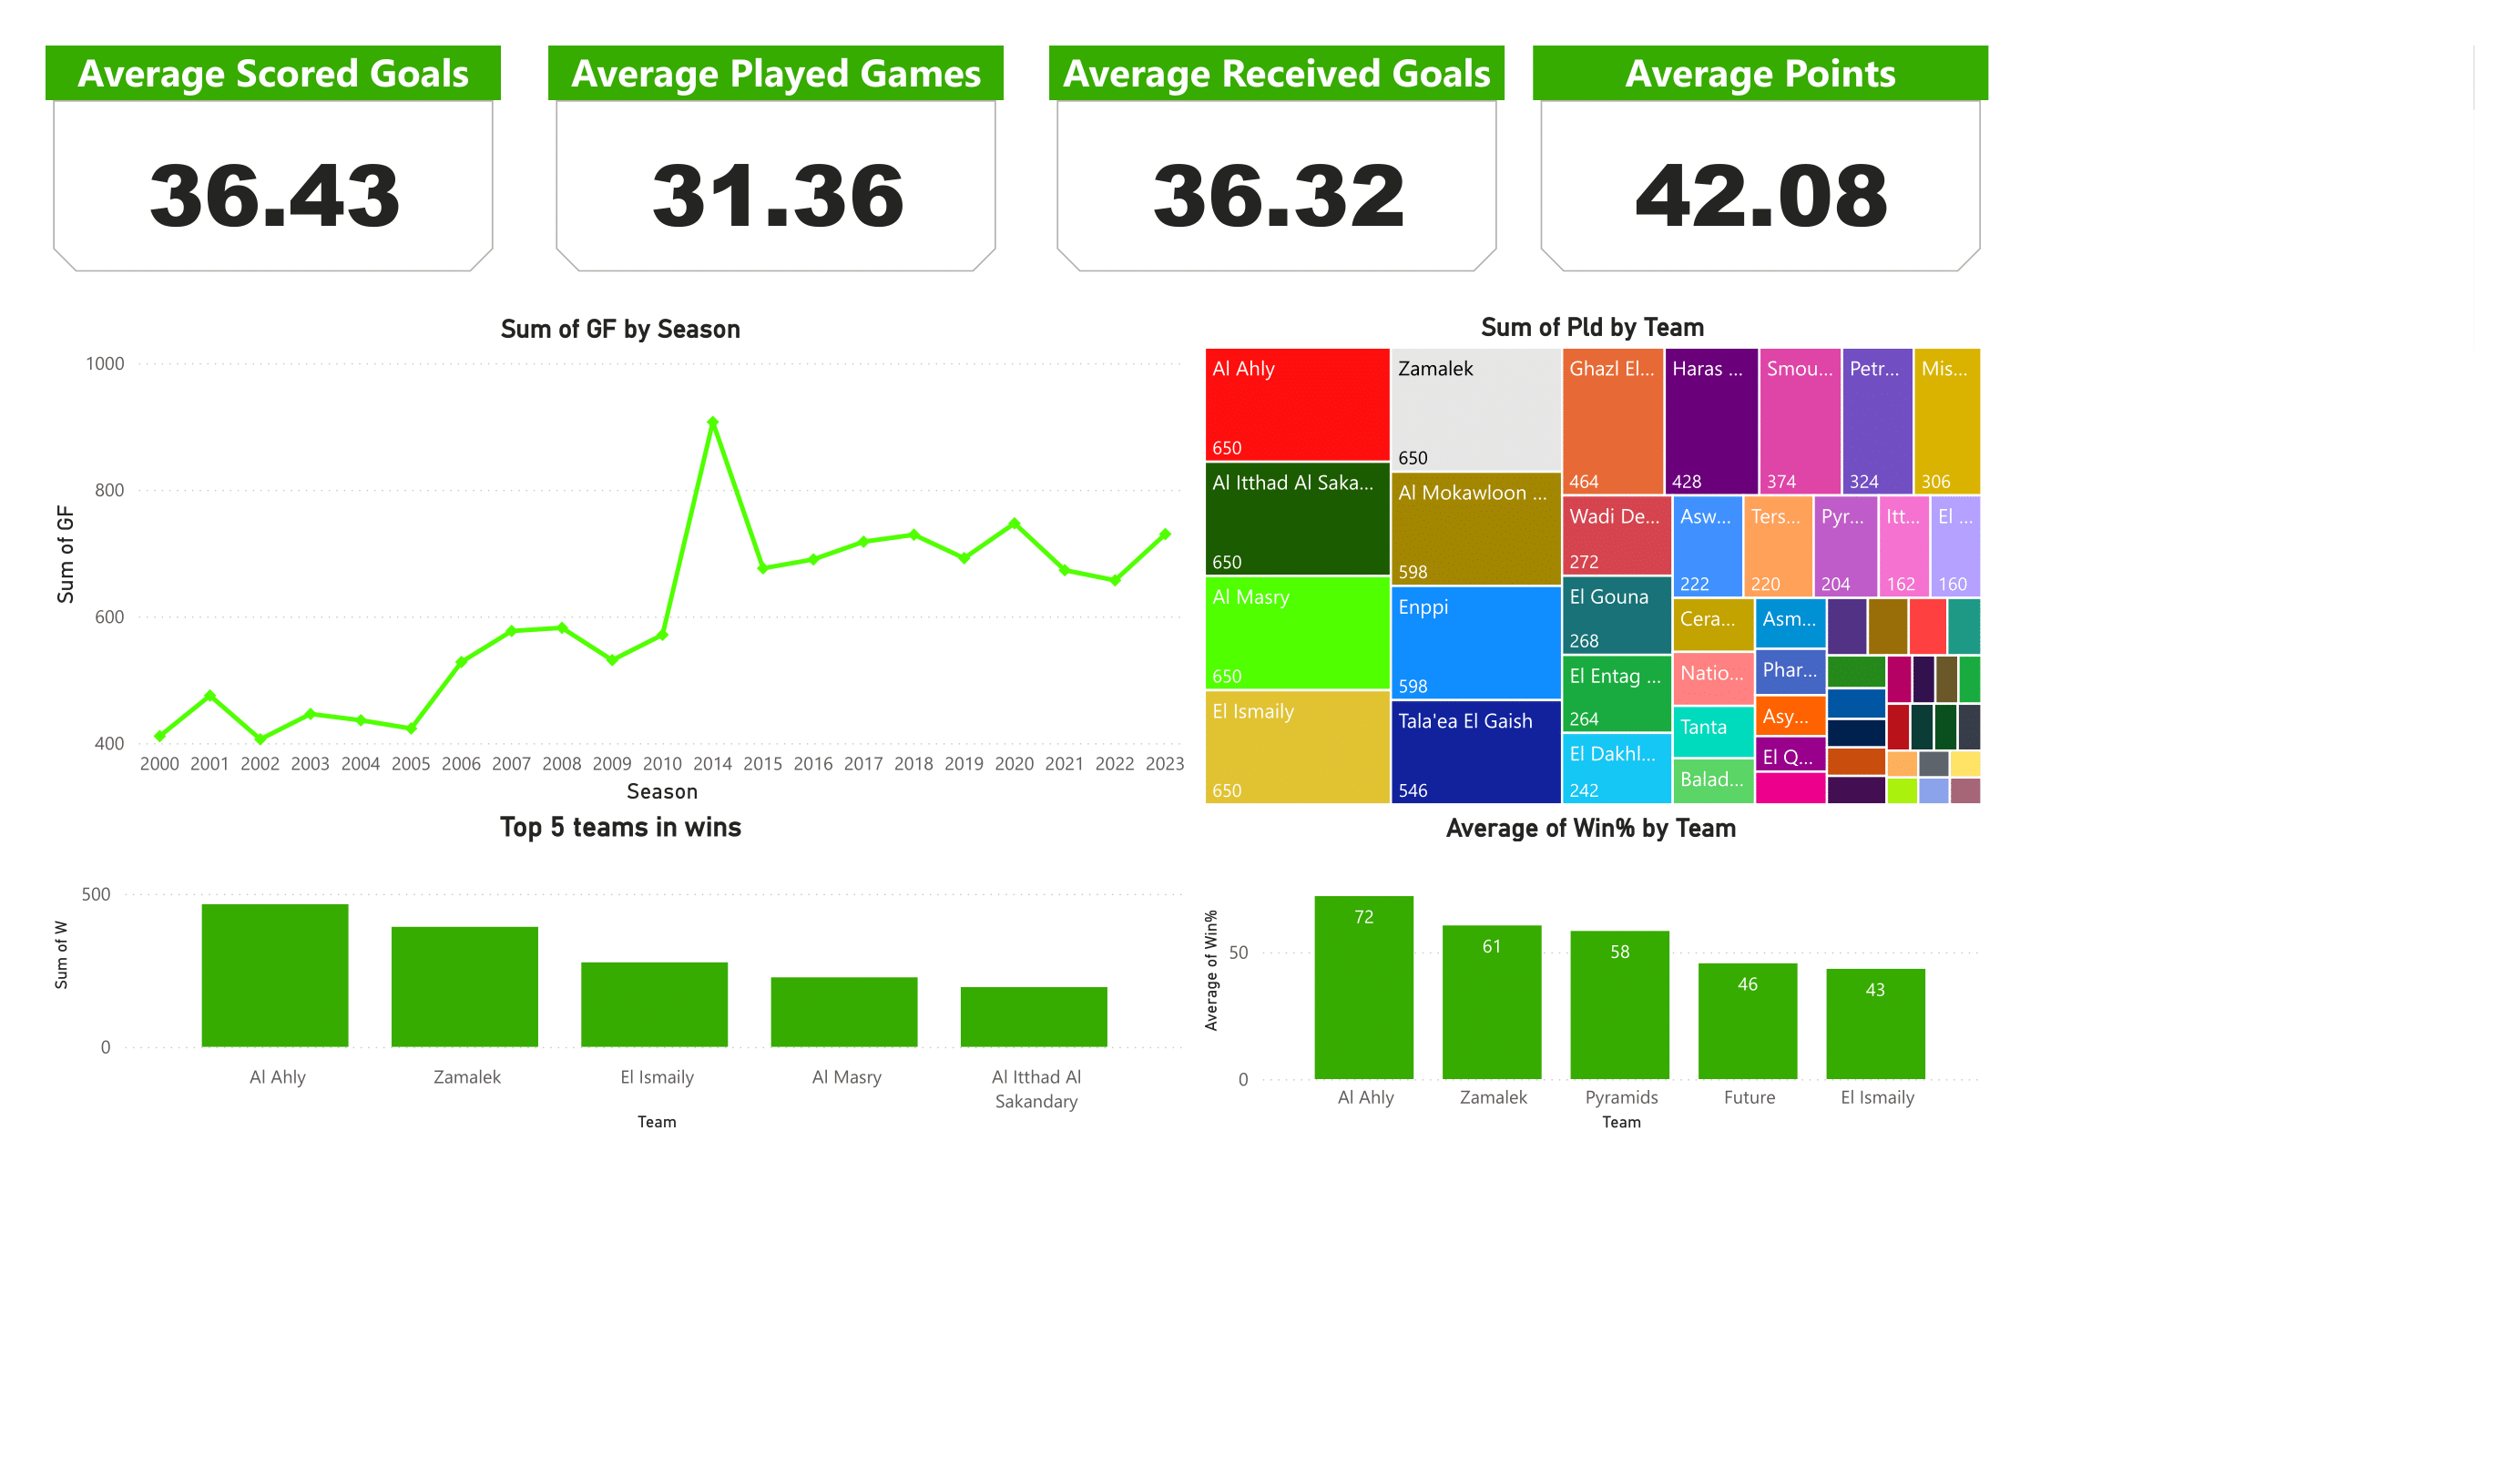 Average Scored Goals
36.43
Average Played Games
31.36
Average Received Goals
36.32
Average Points
42.08
Sum of GF by Season
1000
800
600
400
Sum of GF
2000 2001 2002 2003 2004 2005 2006 2007 2008 2009 2010 2014 2015 2016 2017 2018 2019 2020 2021 2022 2023
Season
Sum of Pld by Team
Al Ahly
650
Al Itthad Al Saka...
650
Al Masry
650
El Ismaily
650
Zamalek
650
Al Mokawloon ...
598
Enppi
598
Tala'ea El Gaish
546
Ghazl El...
464
Haras ...
428
Smou...
374
Petr...
324
Mis...
306
Wadi De...
272
El Gouna
268
El Entag ...
264
El Dakhl...
242
Asw...
222
Ters...
220
Pyr...
204
Itt...
162
El ...
160
Cera...
Natio...
Tanta
Balad...
Asm...
Phar...
Asy...
El Q...
Top 5 teams in wins
500
0
Sum of W
Al Ahly
Zamalek
El Ismaily
Al Masry
Al Itthad Al
Sakandary
Team
Average of Win% by Team
50
0
Average of Win%
72
61
58
46
43
Al Ahly
Zamalek
Pyramids
Future
El Ismaily
Team